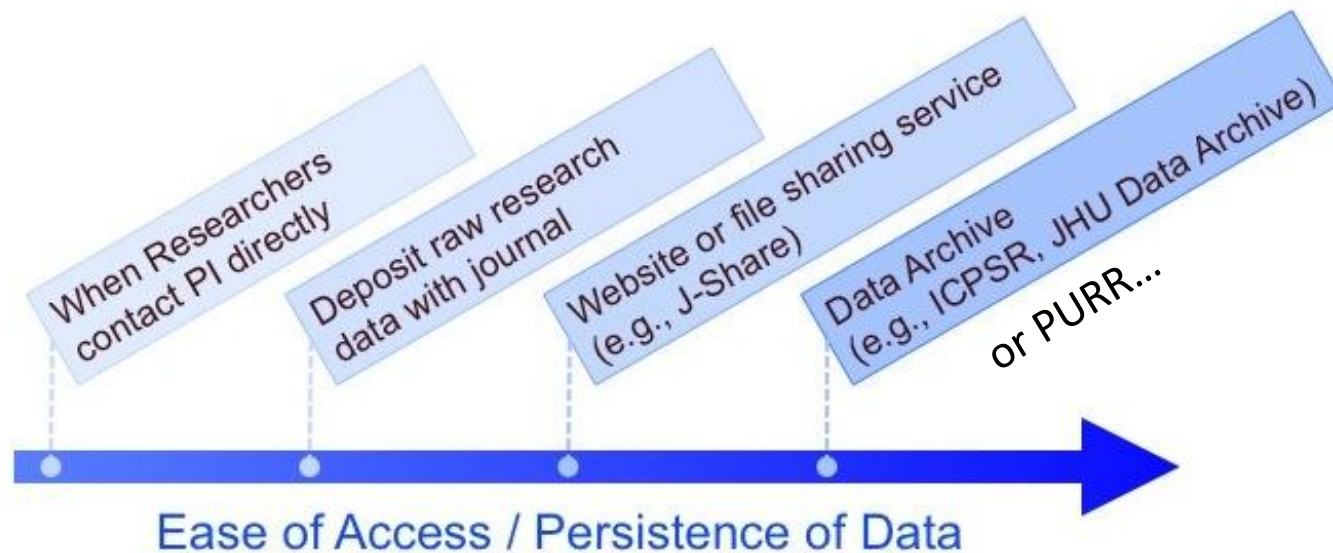 When Researchers
contact PI directly
Deposit raw research
data with journal
Website or file sharing service
(e.g., J-Share)
Data Archive
(e.g., ICPSR, JHU Data Archive)
or PURR...
Ease of Access / Persistence of Data